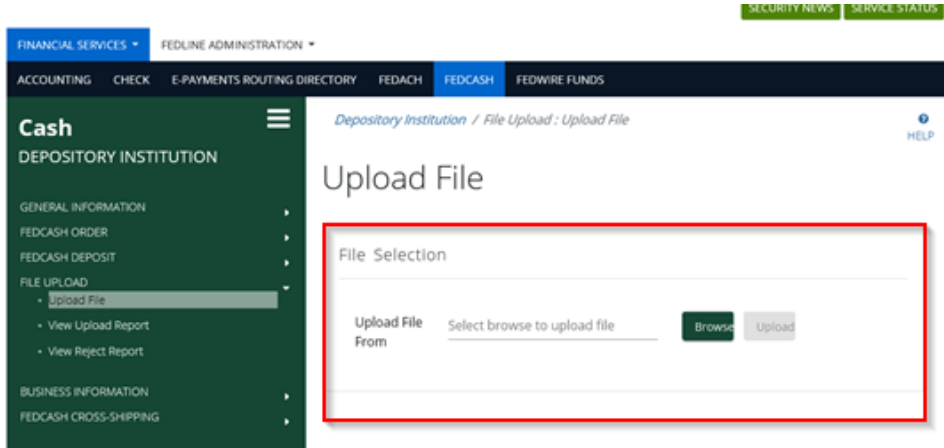 SECURITY NEWS SERVICE STATUS
FINANCIAL SERVICES FEDLINE ADMINISTRATION
ACCOUNTING CHECK E-PAYMENTS ROUTING DIRECTORY FEDACH FEDCASH FEDWIRE FUNDS
Cash
DEPOSITORY INSTITUTION
GENERAL INFORMATION
FEDCASH ORDER
FEDCASH DEPOSIT
FILE UPLOAD
Upload File
View Upload Report
View Reject Report
BUSINESS INFORMATION
FEDCASH CROSS-SHIPPING
Depository Institution / File Upload : Upload File
HELP
Upload File
File Selection
Upload File From
Select browse to upload file
Browse
Upload